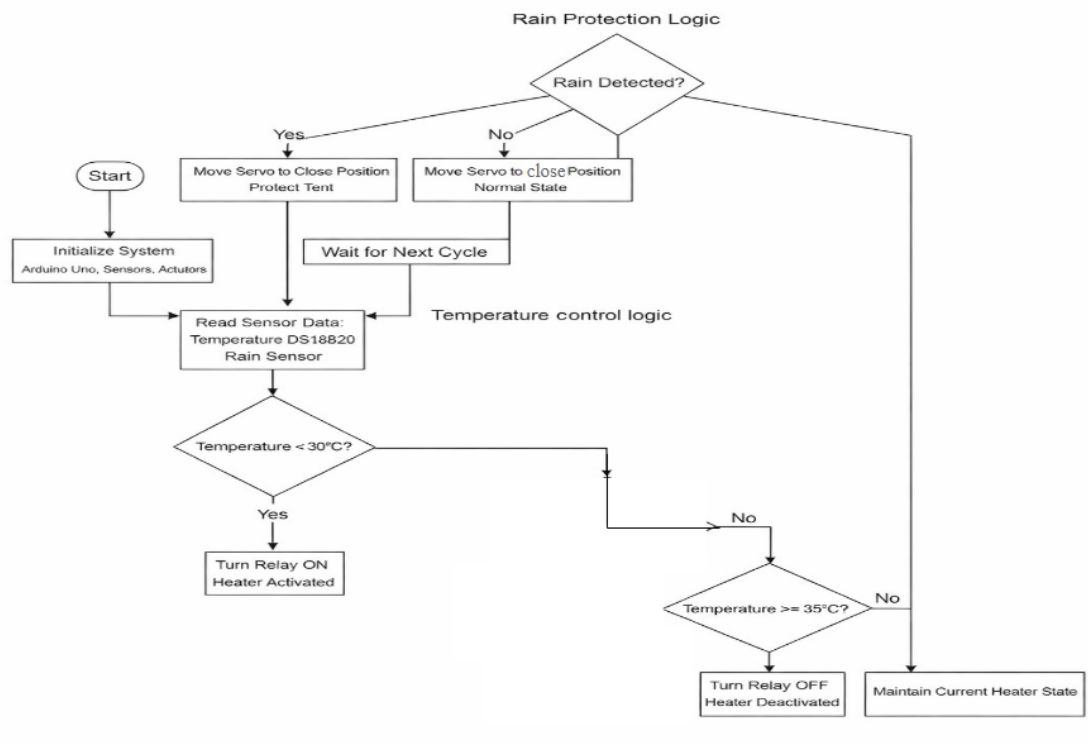 Rain Protection Logic
Rain Detected?
Yes
No
Move Servo to Close Position
Protect Tent
Move Servo to close Position
Normal State
Start
Initialize System
Arduino Uno, Sensors, Actutors
Wait for Next Cycle
Read Sensor Data:
Temperature DS18B20
Rain Sensor
Temperature control logic
Temperature < 30°C?
Yes
Turn Relay ON
Heater Activated
No
Temperature >= 35°C?
No
Turn Relay OFF
Heater Deactivated
Maintain Current Heater State